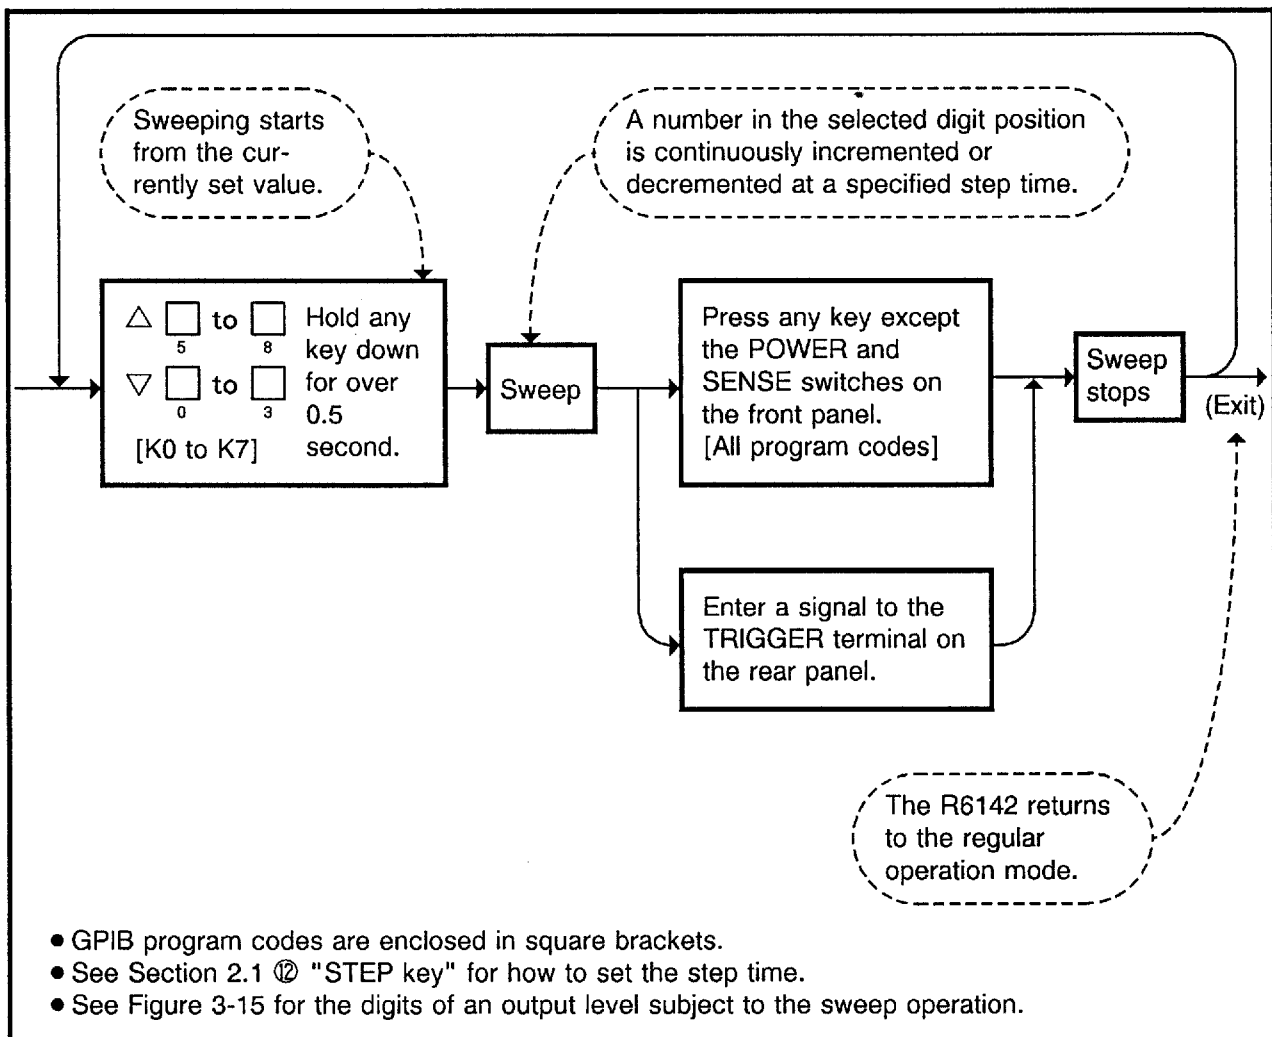 Sweeping starts
from the cur-
rently set value.
A number in the selected digit position
is continuously incremented or
decremented at a specified step time.
△ □ to □
5 8
▽ □ to □
0 3
[K0 to K7]
Hold any
key down
for over
0.5
second.
Sweep
Press any key except
the POWER and
SENSE switches on
the front panel.
[All program codes]
Sweep
stops
(Exit)
Enter a signal to the
TRIGGER terminal on
the rear panel.
The R6142 returns
to the regular
operation mode.
● GPIB program codes are enclosed in square brackets.
● See Section 2.1 ⑫ "STEP key" for how to set the step time.
● See Figure 3-15 for the digits of an output level subject to the sweep operation.